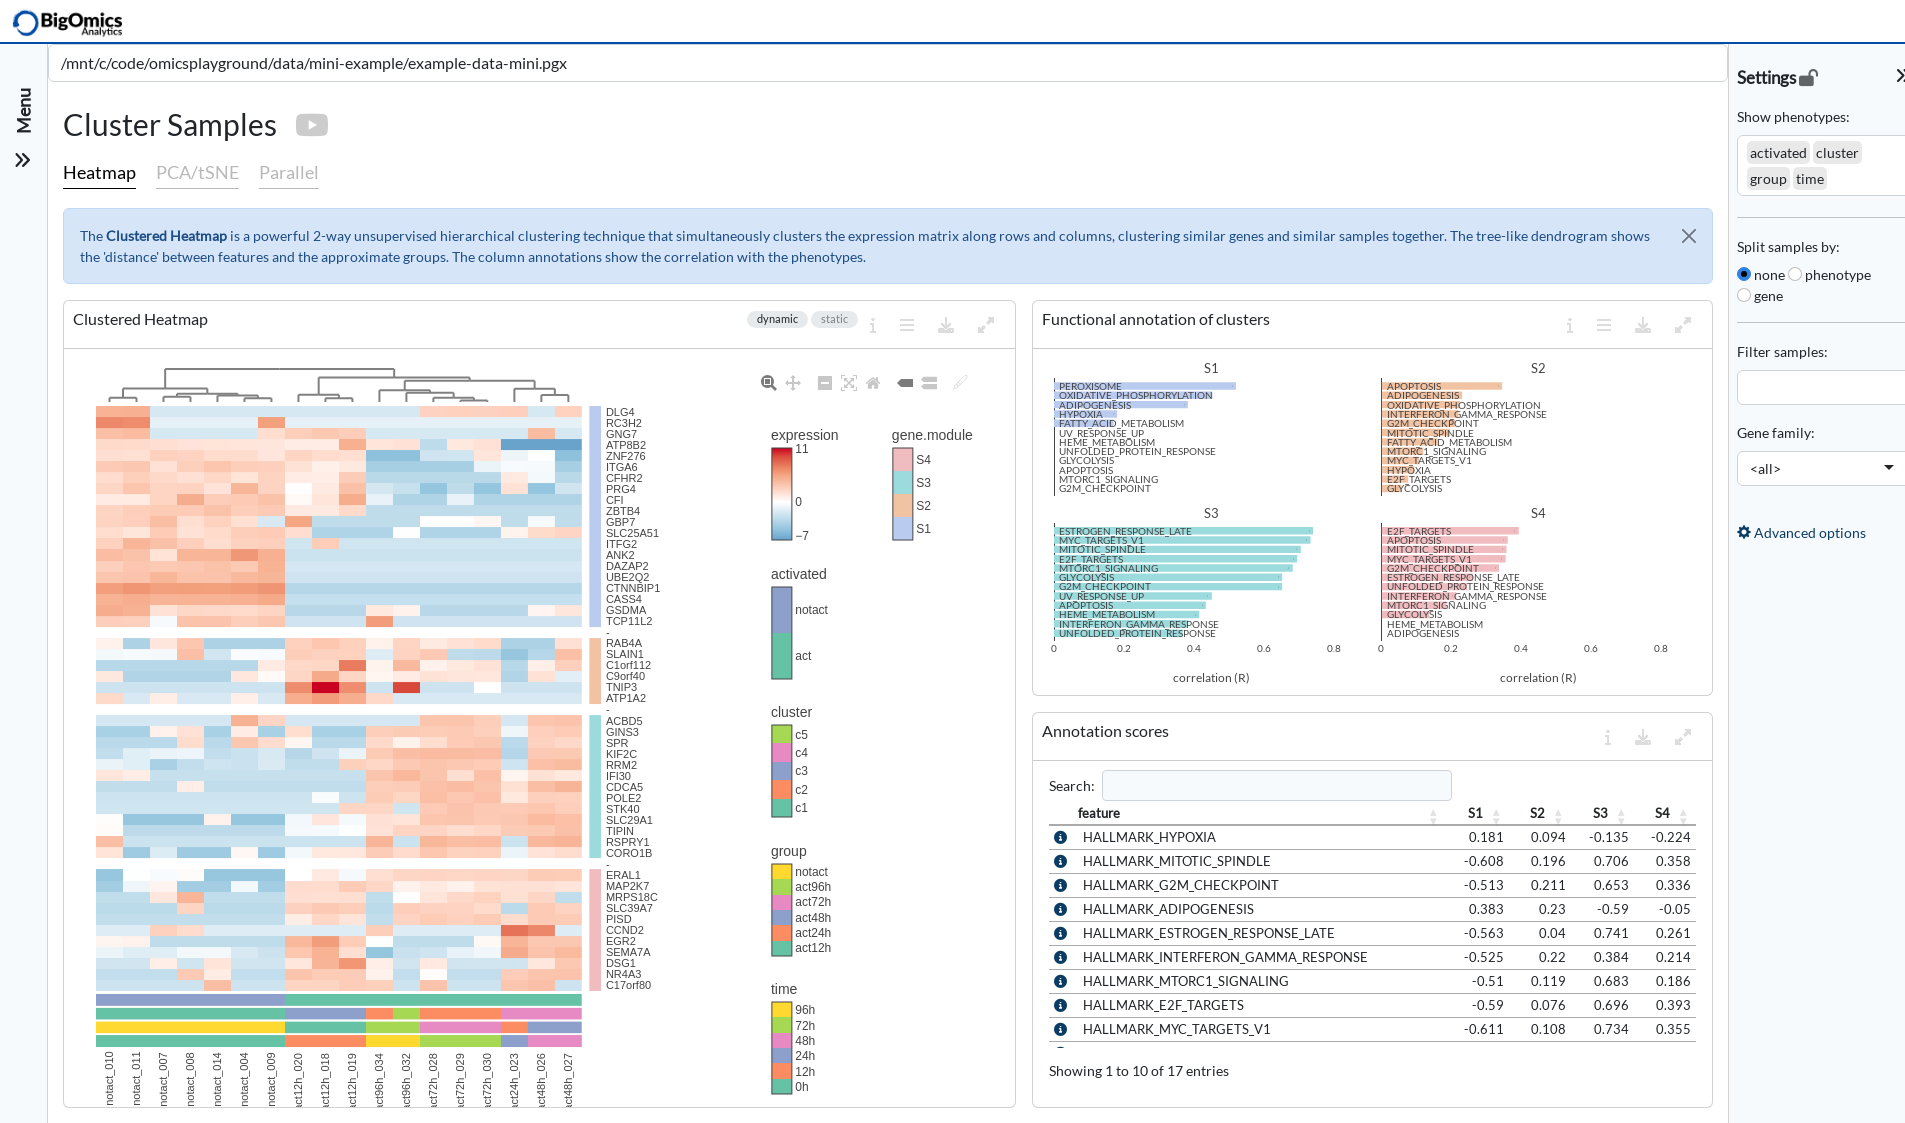 BigOmics
Analytics
/mnt/c/code/omicsplayground/data/mini-example/example-data-mini.pgx
Menu
Cluster Samples
Heatmap PCA/tSNE Parallel
The Clustered Heatmap is a powerful 2-way unsupervised hierarchical clustering technique that simultaneously clusters the expression matrix along rows and columns, clustering similar genes and similar samples together. The tree-like dendrogram shows
the 'distance' between features and the approximate groups. The column annotations show the correlation with the phenotypes.
Clustered Heatmap
dynamic static
DLG4
RC3H2
GNG7
ATP8B2
ZNF276
ITGA6
CFHR2
PRG4
CFI
ZBTB4
GBP7
SLC25A51
ITFG2
ANK2
DAZAP2
UBE2Q2
CTNNBIP1
CASS4
GSDMA
TCP11L2
-
RAB4A
SLAIN1
C1orf112
C9orf40
TNIP3
ATP1A2
-
ACBD5
GINS3
SPR
KIF2C
RRM2
IFI30
CDCA5
POLE2
STK40
SLC29A1
TIPIN
RSPRY1
CORO1B
-
ERAL1
MAP2K7
MRPS18C
SLC39A7
PISD
CCND2
EGR2
SEMA7A
DSG1
NR4A3
C17orf80
notact_010
notact_011
notact_007
notact_008
notact_014
notact_004
notact_009
act12h_020
act12h_018
act12h_019
act96h_034
act96h_032
act72h_028
act72h_029
act72h_030
act24h_023
act48h_026
act48h_027
expression
11
0
−7
gene.module
S4
S3
S2
S1
activated
notact
act
cluster
c5
c4
c3
c2
c1
group
notact
act96h
act72h
act48h
act24h
act12h
time
96h
72h
48h
24h
12h
0h
Functional annotation of clusters
S1
PEROXISOME
OXIDATIVE_PHOSPHORYLATION
ADIPOGENESIS
HYPOXIA
FATTY_ACID_METABOLISM
UV_RESPONSE_UP
HEME_METABOLISM
UNFOLDED_PROTEIN_RESPONSE
GLYCOLYSIS
APOPTOSIS
MTORC1_SIGNALING
G2M_CHECKPOINT
S2
APOPTOSIS
ADIPOGENESIS
OXIDATIVE_PHOSPHORYLATION
INTERFERON_GAMMA_RESPONSE
G2M_CHECKPOINT
MITOTIC_SPINDLE
FATTY_ACID_METABOLISM
MTORC1_SIGNALING
MYC_TARGETS_V1
HYPOXIA
E2F_TARGETS
GLYCOLYSIS
S3
ESTROGEN_RESPONSE_LATE
MYC_TARGETS_V1
MITOTIC_SPINDLE
E2F_TARGETS
MTORC1_SIGNALING
GLYCOLYSIS
G2M_CHECKPOINT
UV_RESPONSE_UP
APOPTOSIS
HEME_METABOLISM
INTERFERON_GAMMA_RESPONSE
UNFOLDED_PROTEIN_RESPONSE
0 0.2 0.4 0.6 0.8
correlation (R)
S4
E2F_TARGETS
APOPTOSIS
MITOTIC_SPINDLE
MYC_TARGETS_V1
G2M_CHECKPOINT
ESTROGEN_RESPONSE_LATE
UNFOLDED_PROTEIN_RESPONSE
INTERFERON_GAMMA_RESPONSE
MTORC1_SIGNALING
GLYCOLYSIS
HEME_METABOLISM
ADIPOGENESIS
0 0.2 0.4 0.6 0.8
correlation (R)
Annotation scores
Search:
feature S1 S2 S3 S4
HALLMARK_HYPOXIA 0.181 0.094 -0.135 -0.224
HALLMARK_MITOTIC_SPINDLE -0.608 0.196 0.706 0.358
HALLMARK_G2M_CHECKPOINT -0.513 0.211 0.653 0.336
HALLMARK_ADIPOGENESIS 0.383 0.23 -0.59 -0.05
HALLMARK_ESTROGEN_RESPONSE_LATE -0.563 0.04 0.741 0.261
HALLMARK_INTERFERON_GAMMA_RESPONSE -0.525 0.22 0.384 0.214
HALLMARK_MTORC1_SIGNALING -0.51 0.119 0.683 0.186
HALLMARK_E2F_TARGETS -0.59 0.076 0.696 0.393
HALLMARK_MYC_TARGETS_V1 -0.611 0.108 0.734 0.355
Showing 1 to 10 of 17 entries
Settings
Show phenotypes:
activated cluster
group time
Split samples by:
none phenotype
gene
Filter samples:
Gene family:
<all>
Advanced options